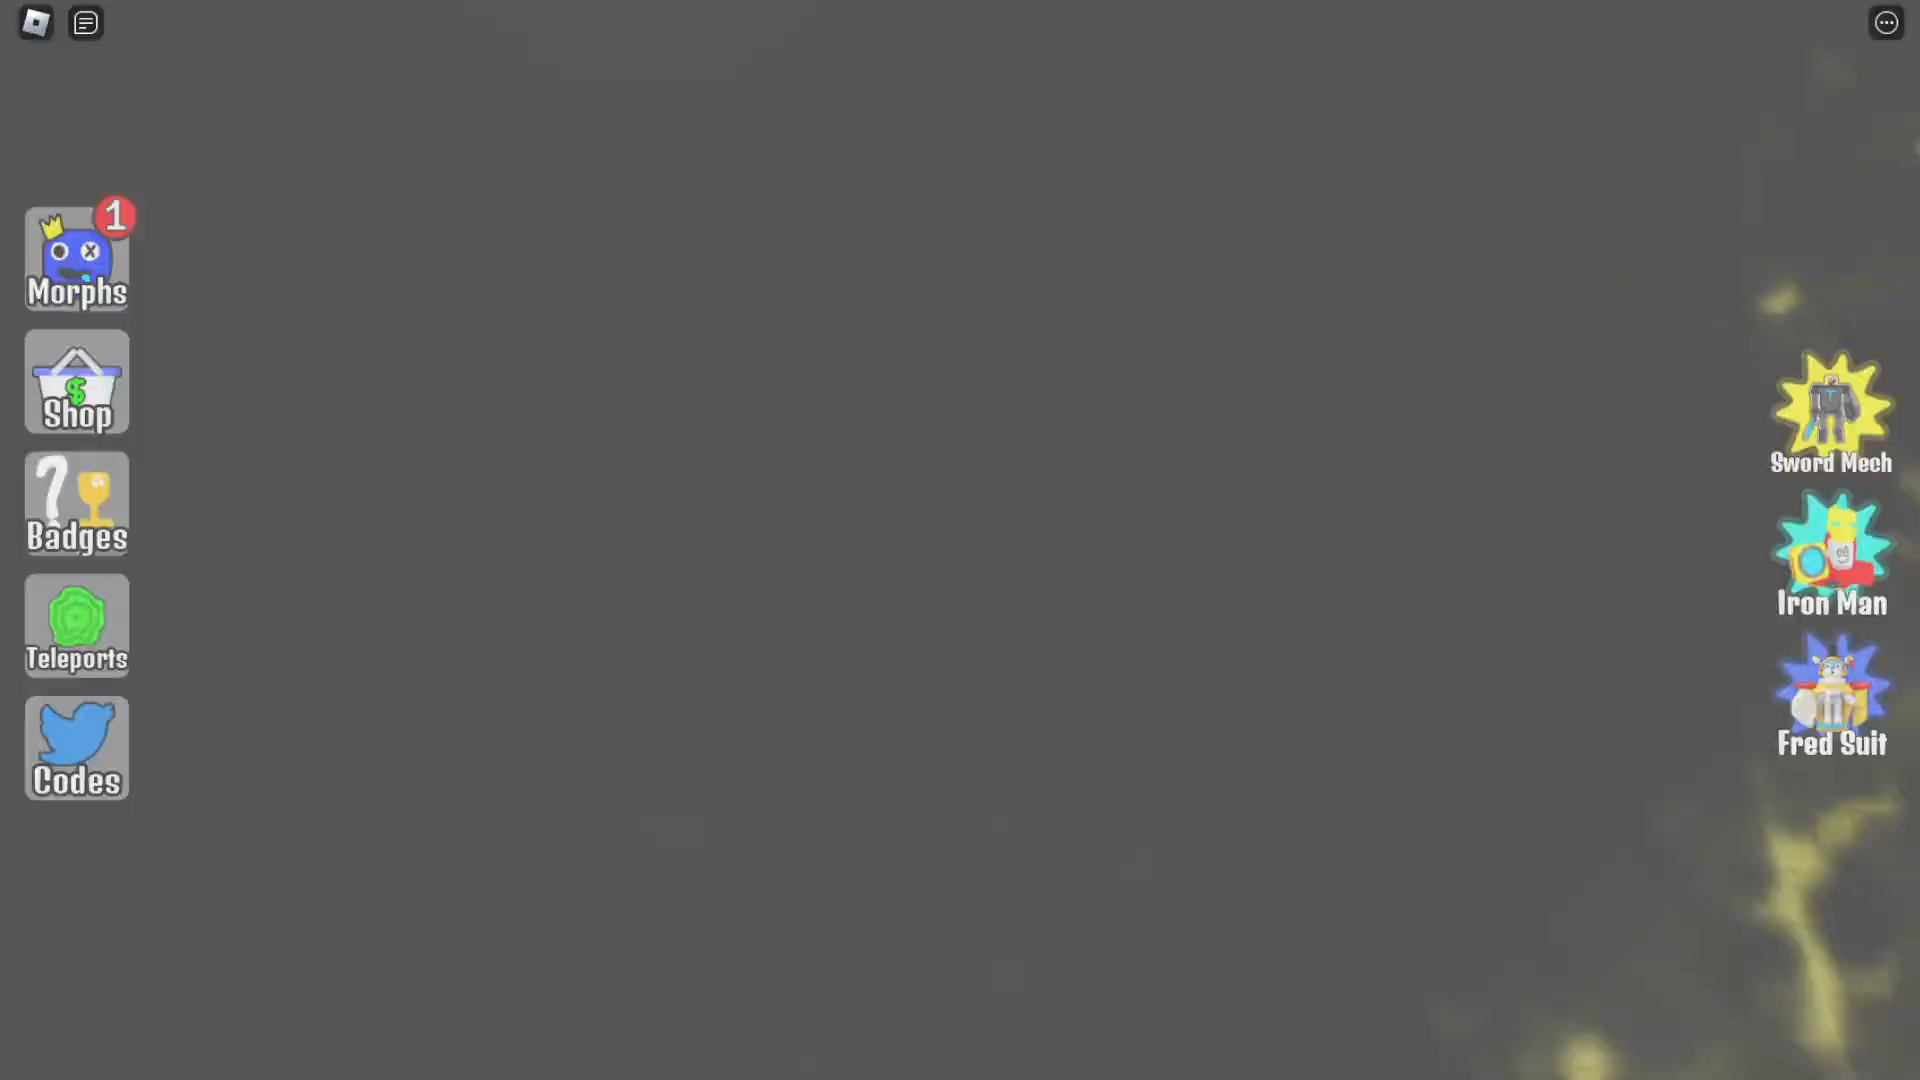 1
Morphs
Shop
Badges
Teleports
Codes
Sword Mech
Iron Man
Fred Suit